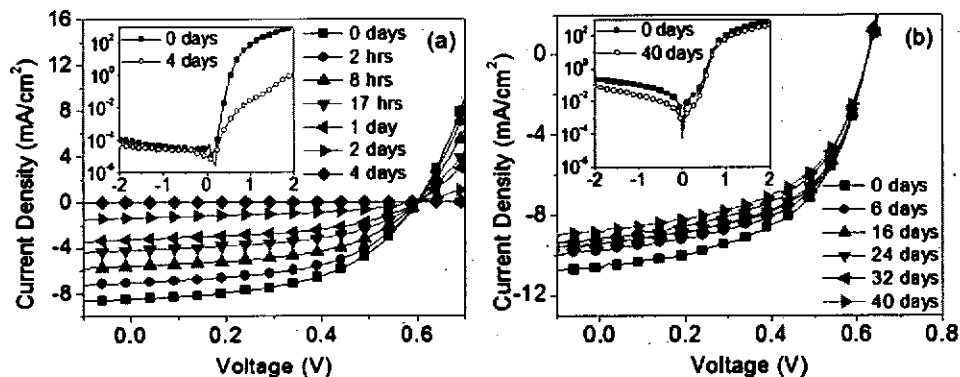 (a)
Current Density (mA/cm²)
16
12
8
4
0
-4
-8
0.0 0.2 0.4 0.6
Voltage (V)
0 days
2 hrs
8 hrs
17 hrs
1 day
2 days
4 days
0 days
4 days
10²
10⁰
10⁻²
10⁻⁴
10⁻⁶
-2 -1 0 1 2
(b)
Current Density (mA/cm²)
0
-3
-6
-9
-12
0.0 0.2 0.4 0.6 0.8
Voltage (V)
0 days
6 days
16 days
24 days
32 days
40 days
0 days
40 days
10²
10⁰
10⁻²
10⁻⁴
10⁻⁶
-2 -1 0 1 2